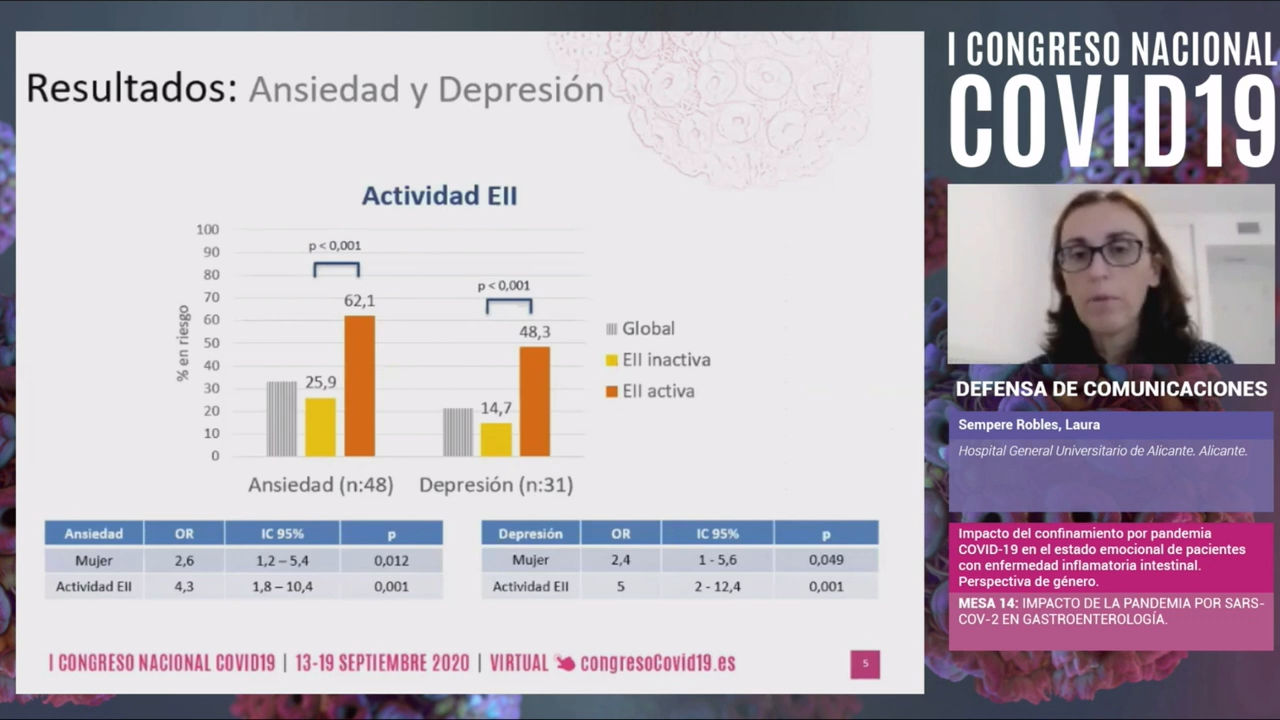 Resultados: Ansiedad y Depresión
Actividad EII
% en riesgo
100
90
80
70
60
50
40
30
20
10
0
p < 0,001
25,9
62,1
p < 0,001
14,7
48,3
Ansiedad (n:48)
Depresión (n:31)
Global
EII inactiva
EII activa
Ansiedad OR IC 95% p
Mujer 2,6 1,2 – 5,4 0,012
Actividad EII 4,3 1,8 – 10,4 0,001
Depresión OR IC 95% p
Mujer 2,4 1 - 5,6 0,049
Actividad EII 5 2 - 12,4 0,001
I CONGRESO NACIONAL COVID19 | 13-19 SEPTIEMBRE 2020 | VIRTUAL congresoCovid19.es
5
I CONGRESO NACIONAL
COVID19
DEFENSA DE COMUNICACIONES
Sempere Robles, Laura
Hospital General Universitario de Alicante. Alicante.
Impacto del confinamiento por pandemia
COVID-19 en el estado emocional de pacientes
con enfermedad inflamatoria intestinal.
Perspectiva de género.
MESA 14: IMPACTO DE LA PANDEMIA POR SARS-
COV-2 EN GASTROENTEROLOGÍA.